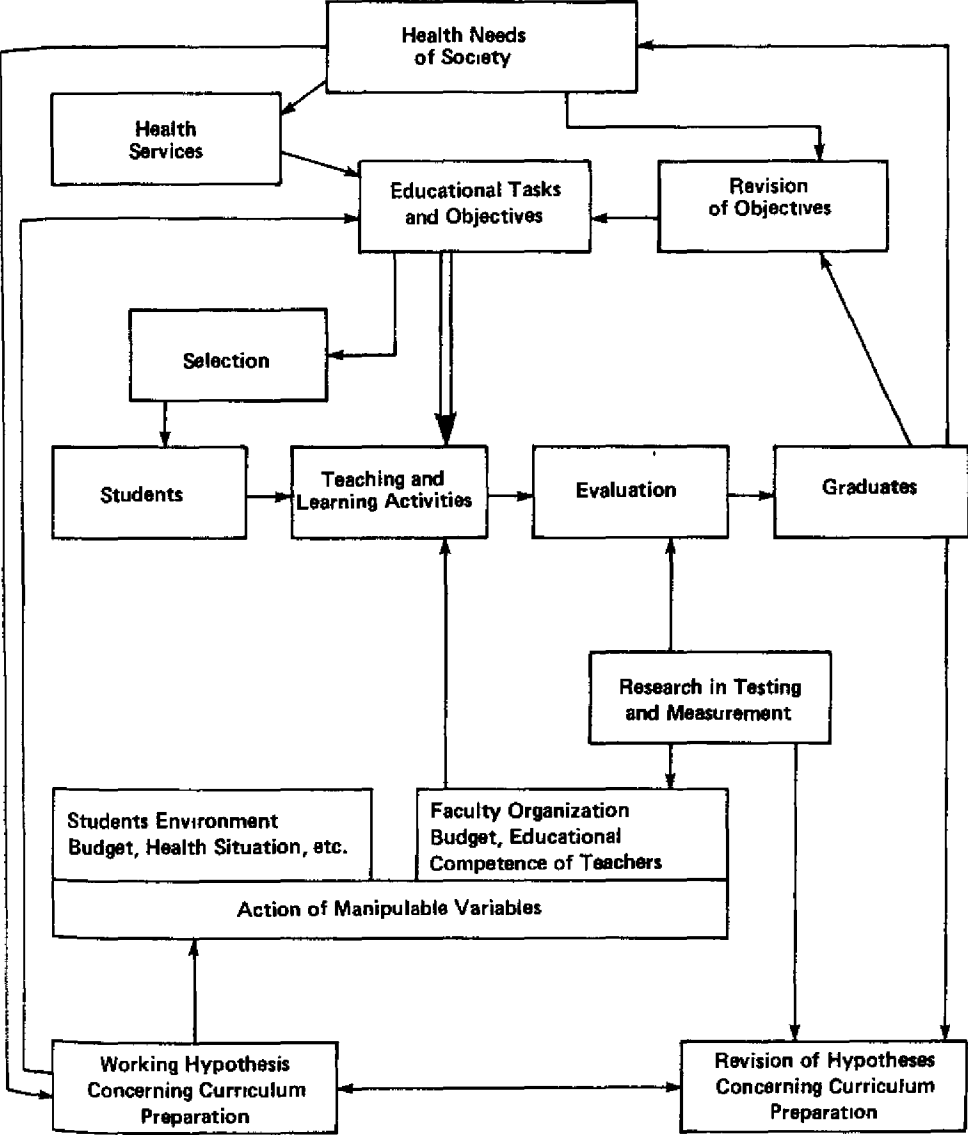 Health Needs
of Society
Health
Services
Educational Tasks
and Objectives
Revision
of Objectives
Selection
Students
Teaching and
Learning Activities
Evaluation
Graduates
Research in Testing
and Measurement
Students Environment
Budget, Health Situation, etc.
Faculty Organization
Budget, Educational
Competence of Teachers
Action of Manipulable Variables
Working Hypothesis
Concerning Curriculum
Preparation
Revision of Hypotheses
Concerning Curriculum
Preparation